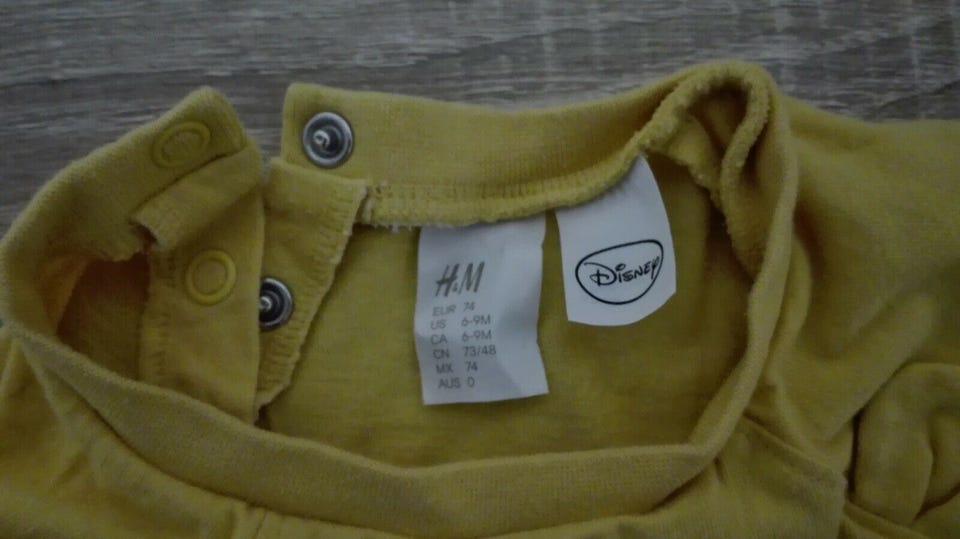 H&M
EUR 74
US 6-9M
CA 6-9M
CN 73/48
MX 74
AUS 0
Disney